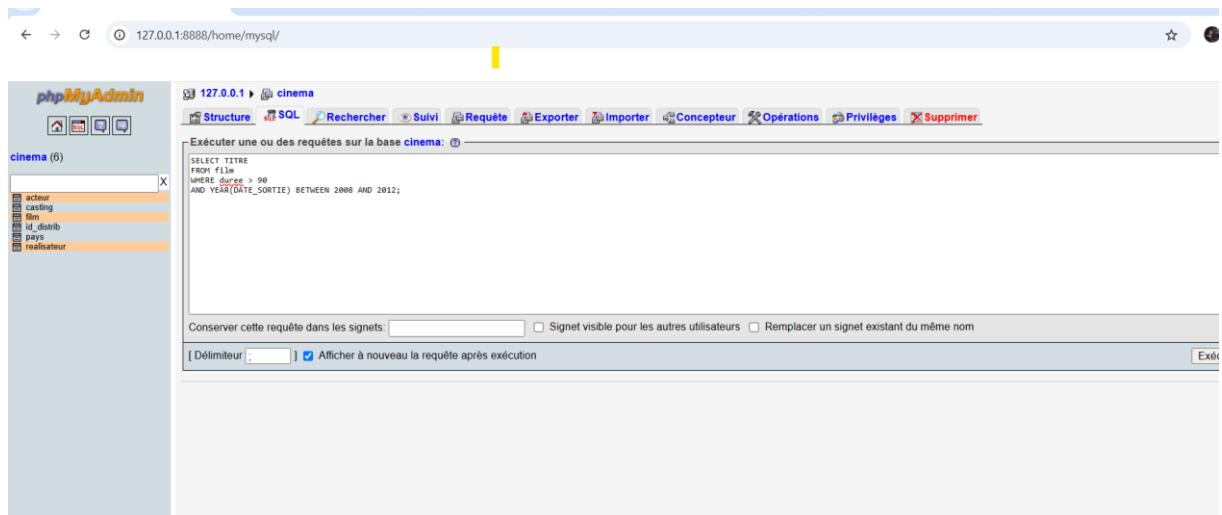 127.0.0.1:8888/home/mysql/
phpMyAdmin
SQL
cinema (6)
X
acteur
casting
film
id_distrib
pays
realisateur
127.0.0.1 cinema
Structure SQL Rechercher Suivi Requête Exporter Importer Concepteur Opérations Privilèges Supprimer
Exécuter une ou des requêtes sur la base cinema:
SELECT TITRE
FROM film
WHERE duree > 90
AND YEAR(DATE_SORTIE) BETWEEN 2008 AND 2012;
Conserver cette requête dans les signets: Signet visible pour les autres utilisateurs Remplacer un signet existant du même nom
[ Délimiteur ; ] Afficher à nouveau la requête après exécution Exéc